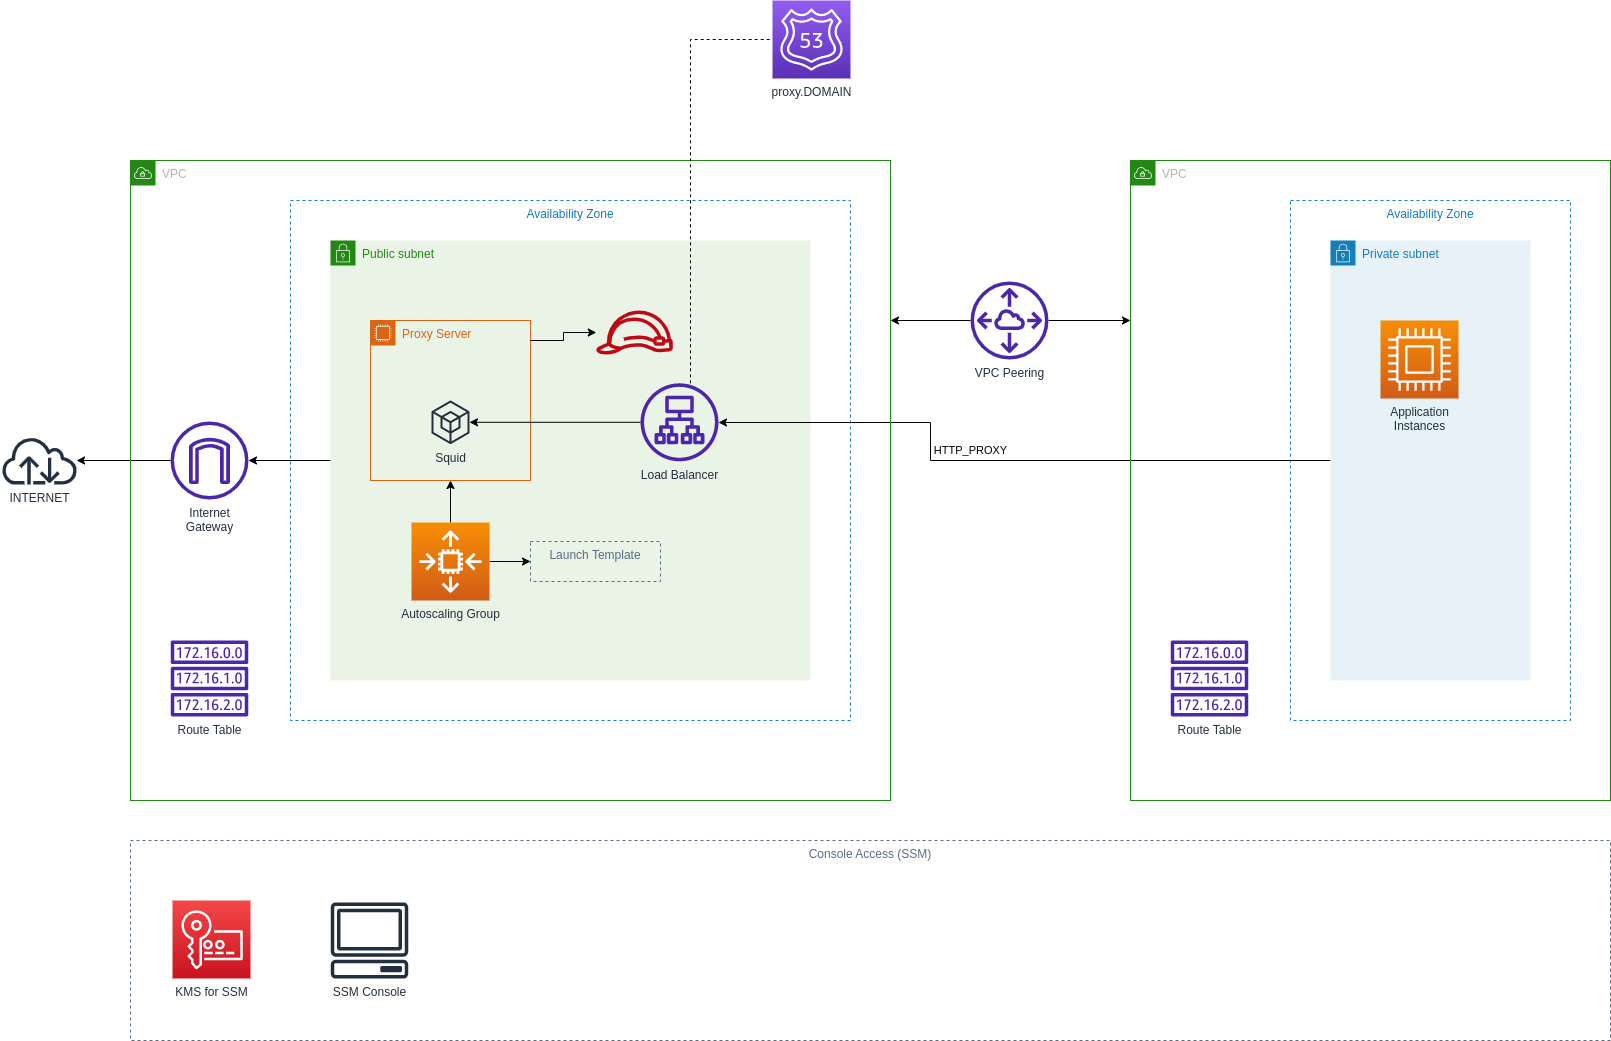 53
proxy.DOMAIN
VPC
VPC
Availability Zone
Availability Zone
Public subnet
Private subnet
Proxy Server
VPC Peering
Application
Instances
HTTP_PROXY
Squid
Load Balancer
INTERNET
Internet
Gateway
Launch Template
Autoscaling Group
172.16.0.0
172.16.1.0
172.16.2.0
Route Table
172.16.0.0
172.16.1.0
172.16.2.0
Route Table
Console Access (SSM)
KMS for SSM
SSM Console